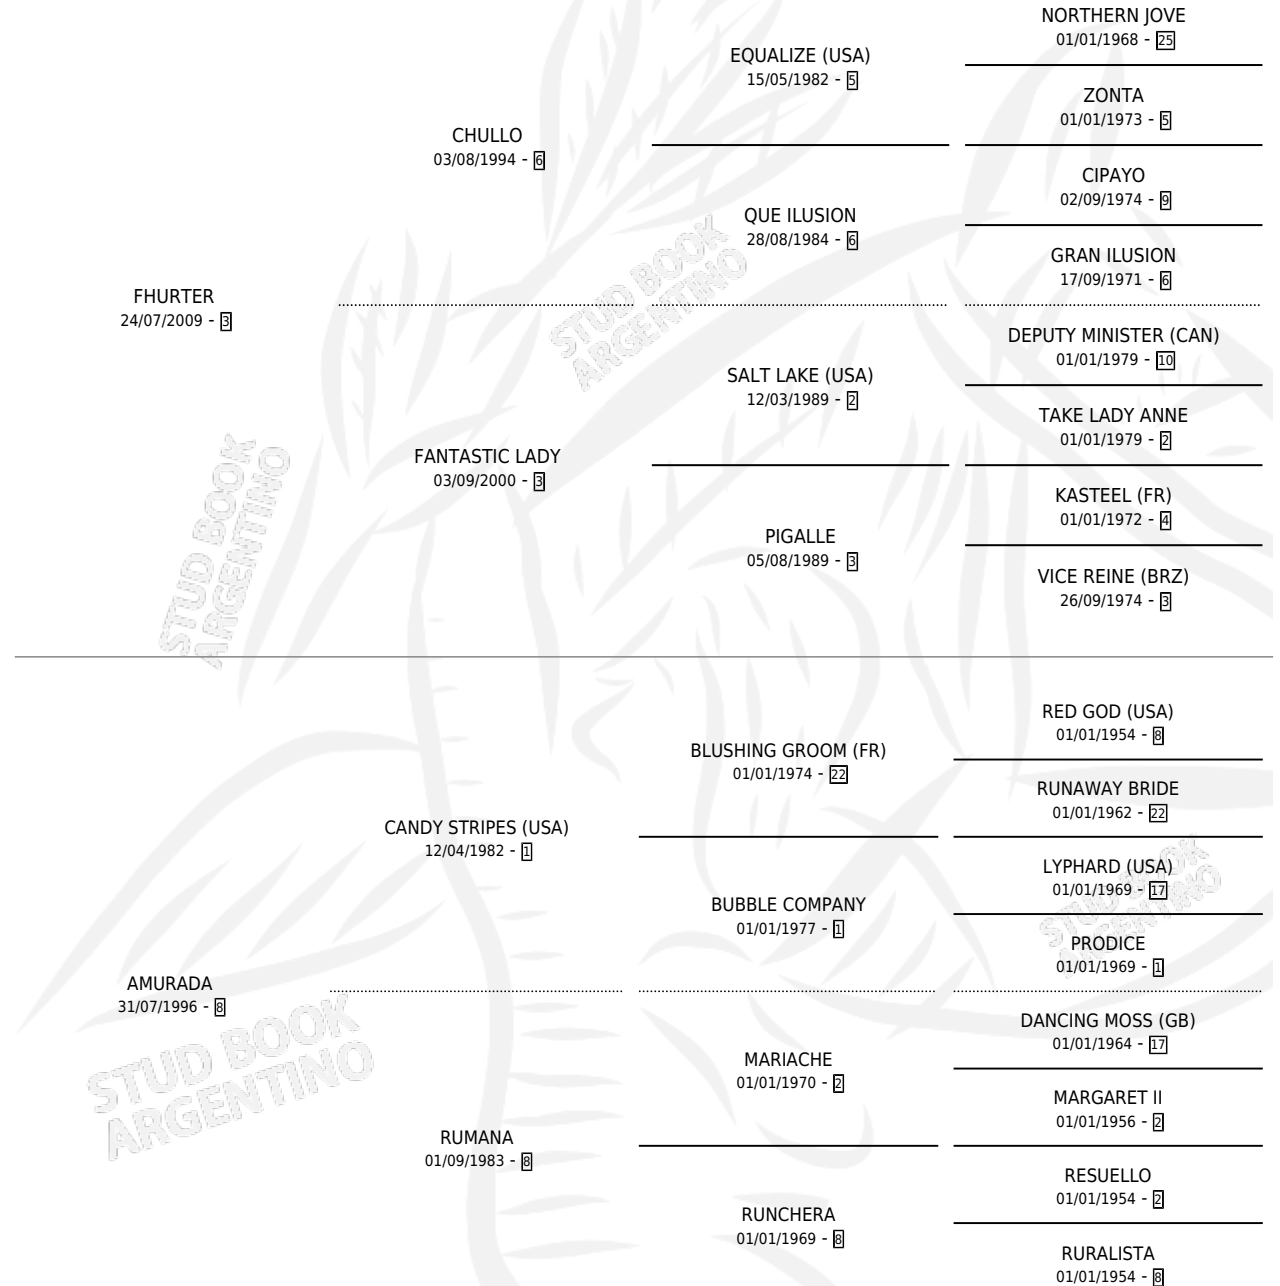 NORTHERN JOVE
01/01/1968 - 25
EQUALIZE (USA)
15/05/1982 - 5
ZONTA
01/01/1973 - 5
CHULLO
03/08/1994 - 6
CIPAYO
02/09/1974 - 9
QUE ILUSION
28/08/1984 - 6
GRAN ILUSION
17/09/1971 - 6
FHURTER
24/07/2009 - 3
DEPUTY MINISTER (CAN)
01/01/1979 - 10
SALT LAKE (USA)
12/03/1989 - 2
TAKE LADY ANNE
01/01/1979 - 2
FANTASTIC LADY
03/09/2000 - 3
KASTEEL (FR)
01/01/1972 - 4
PIGALLE
05/08/1989 - 3
VICE REINE (BRZ)
26/09/1974 - 3
STUD BOOK
ARGENTINO
STUD BOOK
ARGENTINO
RED GOD (USA)
01/01/1954 - 8
BLUSHING GROOM (FR)
01/01/1974 - 22
RUNAWAY BRIDE
01/01/1962 - 22
CANDY STRIPES (USA)
12/04/1982 - 1
LYPHARD (USA)
01/01/1969 - 17
BUBBLE COMPANY
01/01/1977 - 1
PRODICE
01/01/1969 - 1
AMURADA
31/07/1996 - 8
DANCING MOSS (GB)
01/01/1964 - 17
MARIACHE
01/01/1970 - 2
MARGARET II
01/01/1956 - 2
RUMANA
01/09/1983 - 8
RESUELLO
01/01/1954 - 2
RUNCHERA
01/01/1969 - 8
RURALISTA
01/01/1954 - 8
STUD BOOK
ARGENTINO
STUD BOOK
ARGENTINO